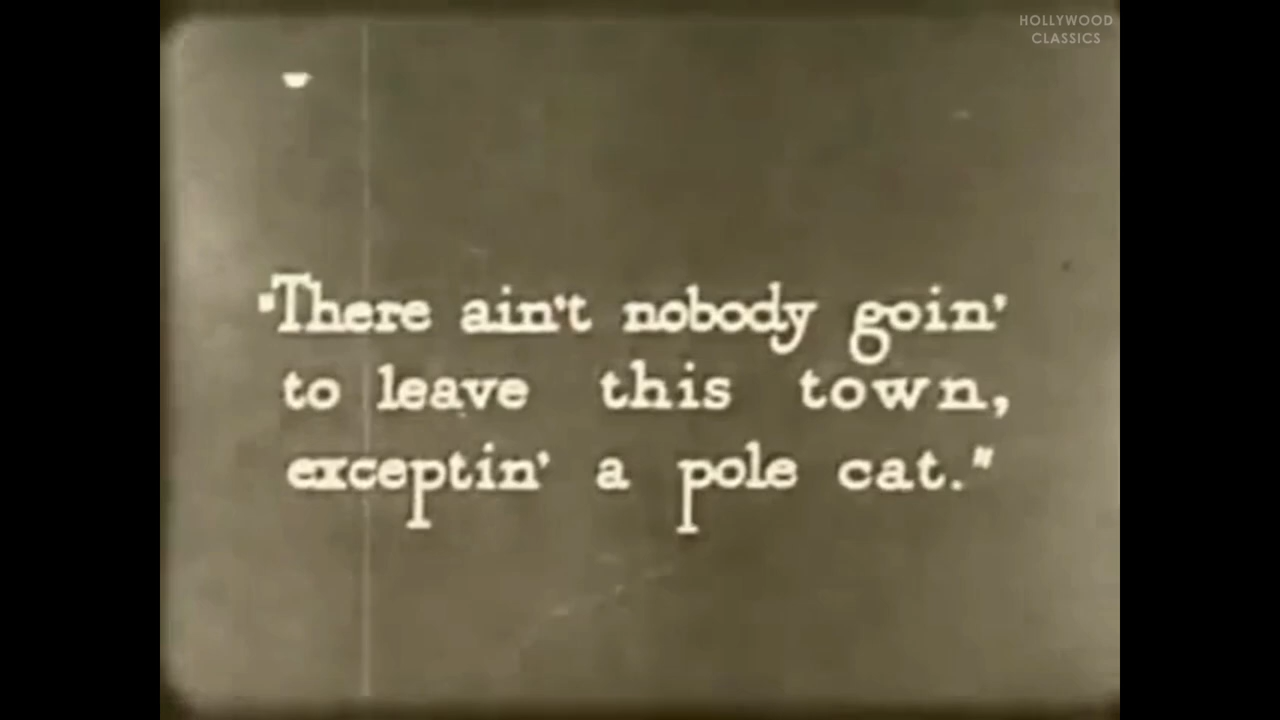 HOLLYWOOD
CLASSICS
"There ain't nobody goin'
to leave this town,
exceptin' a pole cat."